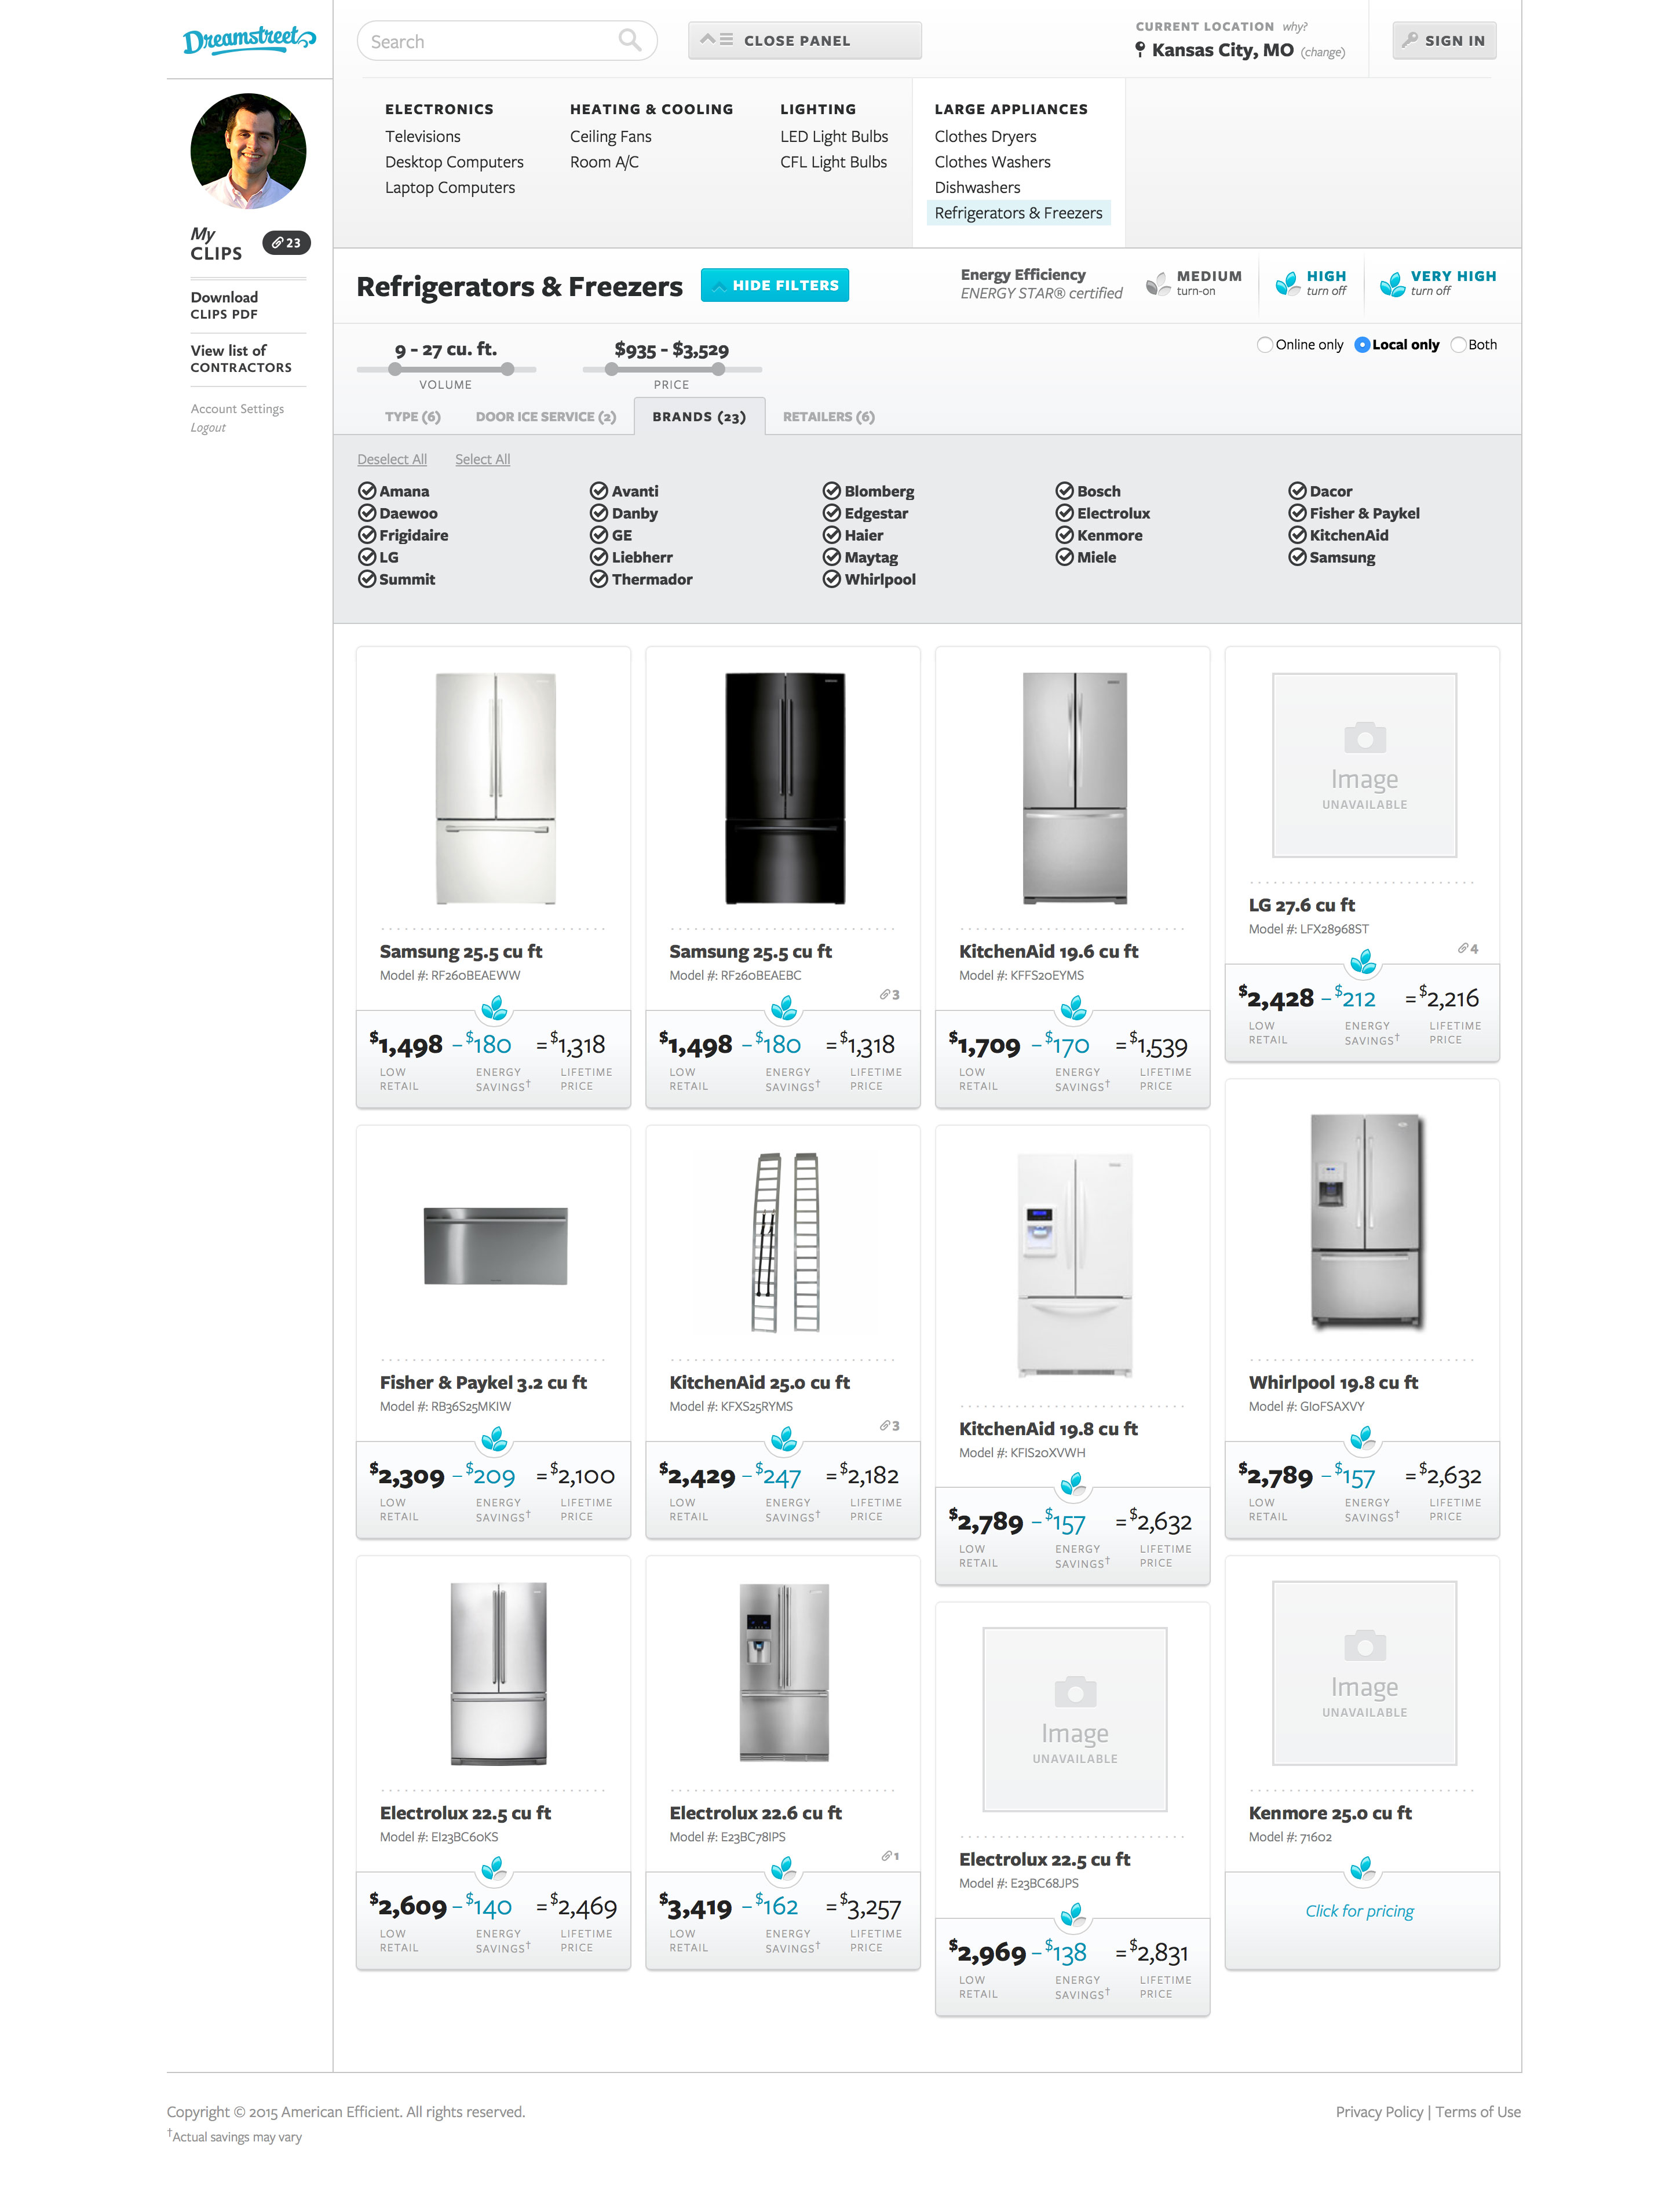 Dreamstreet
Search
CLOSE PANEL
CURRENT LOCATION why?
Kansas City, MO (change)
SIGN IN
ELECTRONICS
Televisions
Desktop Computers
Laptop Computers
HEATING & COOLING
Ceiling Fans
Room A/C
LIGHTING
LED Light Bulbs
CFL Light Bulbs
LARGE APPLIANCES
Clothes Dryers
Clothes Washers
Dishwashers
Refrigerators & Freezers
My
CLIPS
23
Download
CLIPS PDF
View list of
CONTRACTORS
Account Settings
Logout
Refrigerators & Freezers
HIDE FILTERS
Energy Efficiency
ENERGY STAR® certified
MEDIUM
turn-on
HIGH
turn off
VERY HIGH
turn off
9 - 27 cu. ft.
VOLUME
$935 - $3,529
PRICE
Online only Local only Both
TYPE (6) DOOR ICE SERVICE (2) BRANDS (23) RETAILERS (6)
Deselect All Select All
Amana Avanti Blomberg Bosch Dacor
Daewoo Danby Edgestar Electrolux Fisher & Paykel
Frigidaire GE Haier Kenmore KitchenAid
LG Liebherr Maytag Miele Samsung
Summit Thermador Whirlpool
Samsung 25.5 cu ft
Model #: RF260BEAEWW
$1,498 –$180 =$1,318
LOW RETAIL
ENERGY SAVINGS†
LIFETIME PRICE
Samsung 25.5 cu ft
Model #: RF260BEAEBC
3
$1,498 –$180 =$1,318
LOW RETAIL
ENERGY SAVINGS†
LIFETIME PRICE
KitchenAid 19.6 cu ft
Model #: KFFS20EYMS
$1,709 –$170 =$1,539
LOW RETAIL
ENERGY SAVINGS†
LIFETIME PRICE
Image
UNAVAILABLE
LG 27.6 cu ft
Model #: LFX28968ST
4
$2,428 –$212 =$2,216
LOW RETAIL
ENERGY SAVINGS†
LIFETIME PRICE
Fisher & Paykel 3.2 cu ft
Model #: RB36S25MKIW
$2,309 –$209 =$2,100
LOW RETAIL
ENERGY SAVINGS†
LIFETIME PRICE
KitchenAid 25.0 cu ft
Model #: KFXS25RYMS
3
$2,429 –$247 =$2,182
LOW RETAIL
ENERGY SAVINGS†
LIFETIME PRICE
KitchenAid 19.8 cu ft
Model #: KFIS20XVWH
$2,789 –$157 =$2,632
LOW RETAIL
ENERGY SAVINGS†
LIFETIME PRICE
Whirlpool 19.8 cu ft
Model #: GI0FSAXVY
$2,789 –$157 =$2,632
LOW RETAIL
ENERGY SAVINGS†
LIFETIME PRICE
Electrolux 22.5 cu ft
Model #: EI23BC60KS
$2,609 –$140 =$2,469
LOW RETAIL
ENERGY SAVINGS†
LIFETIME PRICE
Electrolux 22.6 cu ft
Model #: E23BC78IPS
1
$3,419 –$162 =$3,257
LOW RETAIL
ENERGY SAVINGS†
LIFETIME PRICE
Image
UNAVAILABLE
Electrolux 22.5 cu ft
Model #: E23BC68JPS
$2,969 –$138 =$2,831
LOW RETAIL
ENERGY SAVINGS†
LIFETIME PRICE
Image
UNAVAILABLE
Kenmore 25.0 cu ft
Model #: 71602
Click for pricing
Copyright © 2015 American Efficient. All rights reserved.
†Actual savings may vary
Privacy Policy | Terms of Use